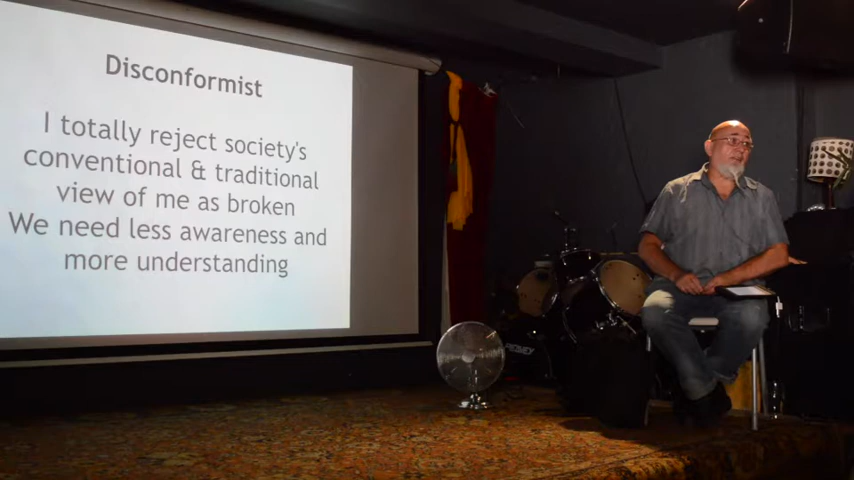 Disconformist
I totally reject society's
conventional & traditional
view of me as broken
We need less awareness and
more understanding